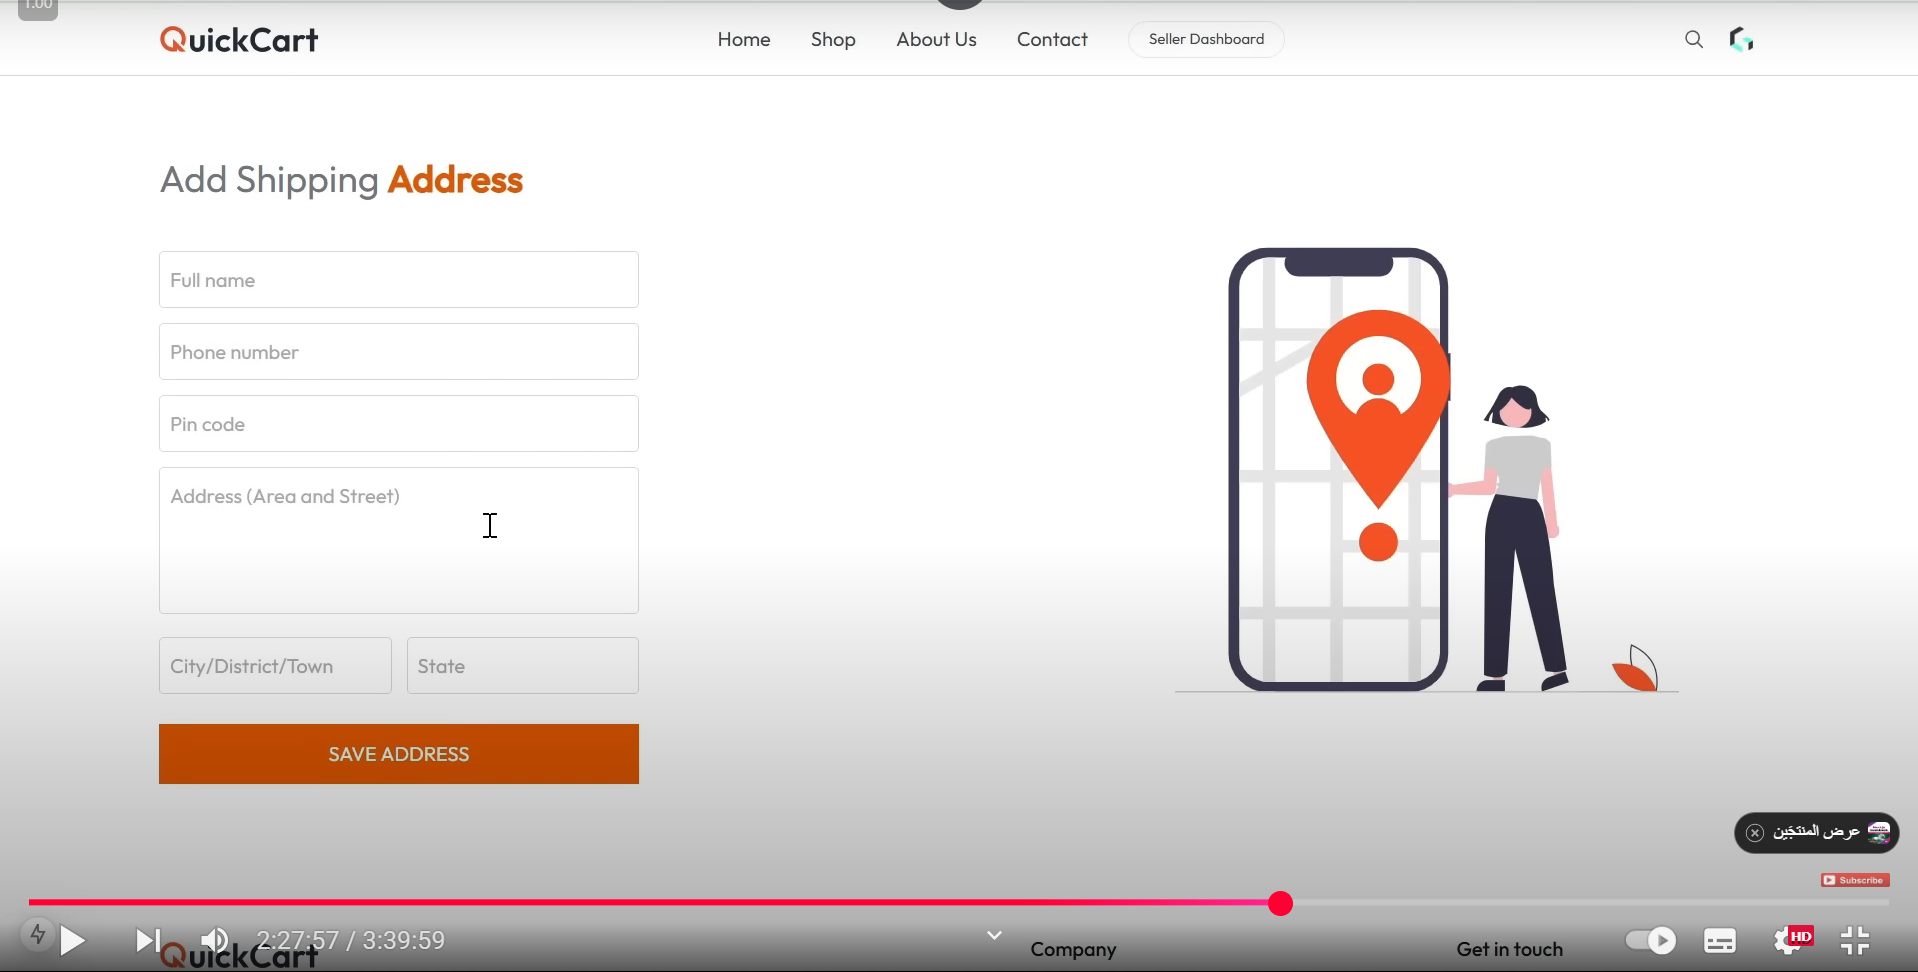 1.00
QuickCart
Home
Shop
About Us
Contact
Seller Dashboard
Add Shipping Address
Full name
Phone number
Pin code
Address (Area and Street)
City/District/Town
State
SAVE ADDRESS
عرض المنتجَين
Subscribe
2:27:57 / 3:39:59
HD
QuickCart
Company
Get in touch